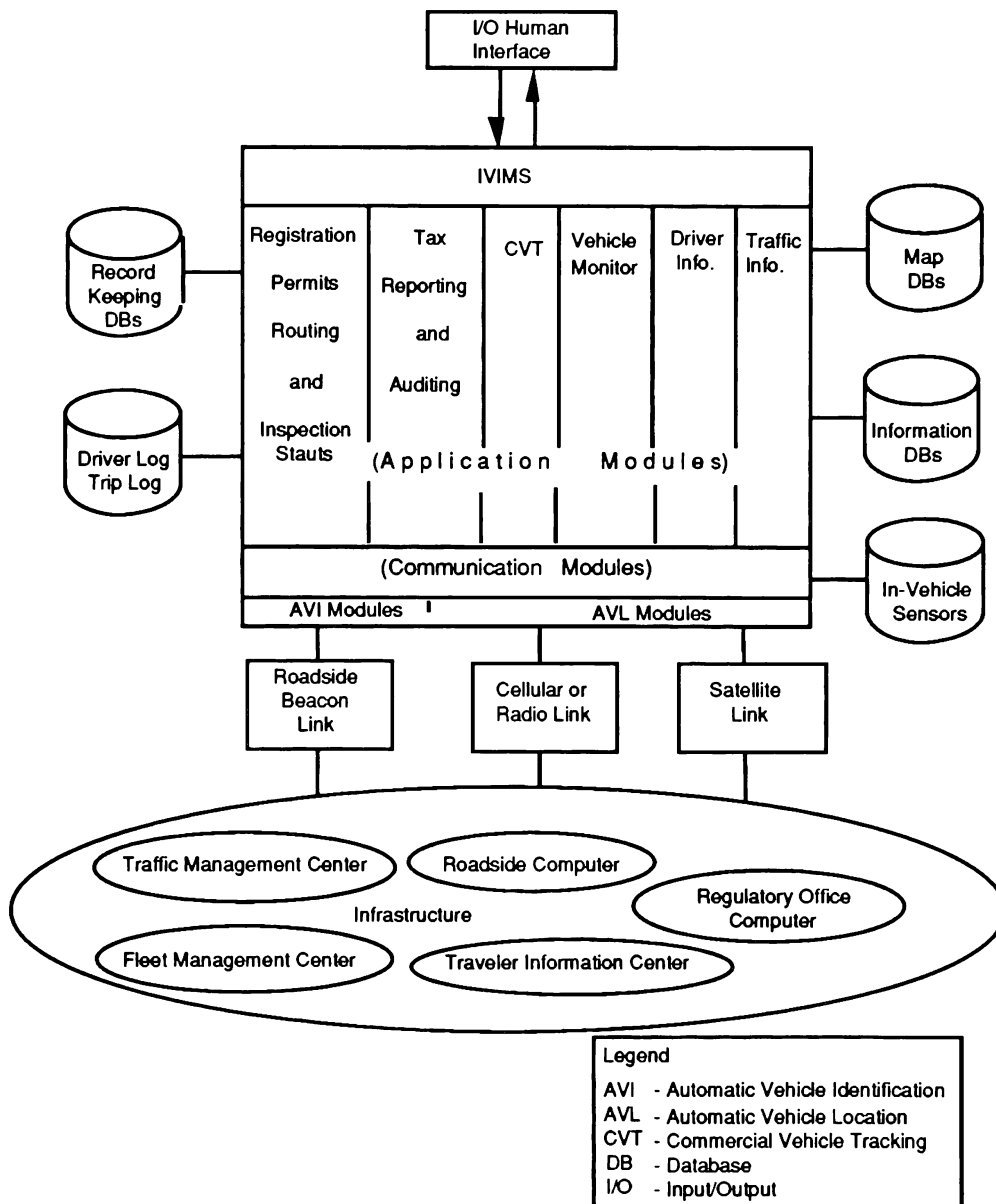 I/O Human
Interface
IVIMS
Registration
Permits
Routing
and
Inspection
Stauts
Tax
Reporting
and
Auditing
CVT
Vehicle
Monitor
Driver
Info.
Traffic
Info.
(Application Modules)
Record
Keeping
DBs
Driver Log
Trip Log
Map
DBs
Information
DBs
In-Vehicle
Sensors
(Communication Modules)
AVI Modules
AVL Modules
Roadside
Beacon
Link
Cellular or
Radio Link
Satellite
Link
Traffic Management Center
Roadside Computer
Regulatory Office
Computer
Infrastructure
Fleet Management Center
Traveler Information Center
Legend
AVI - Automatic Vehicle Identification
AVL - Automatic Vehicle Location
CVT - Commercial Vehicle Tracking
DB - Database
I/O - Input/Output